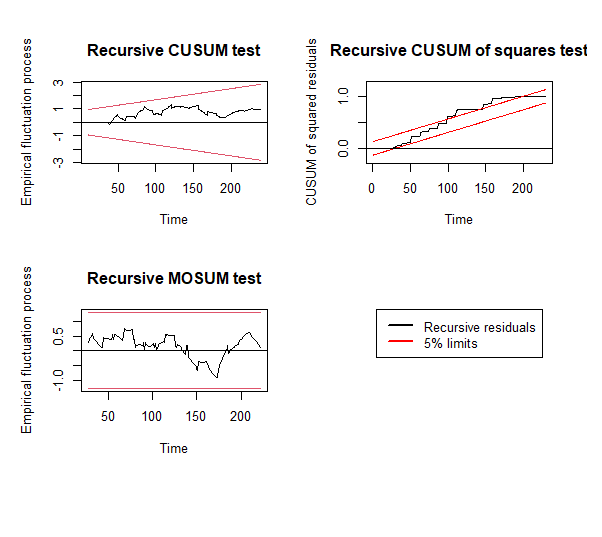 Recursive CUSUM test
Empirical fluctuation process
3
1
-1
-3
50
100
150
200
Time
Recursive CUSUM of squares test
CUSUM of squared residuals
1.0
0.0
0
50
100
150
200
Time
Recursive MOSUM test
Empirical fluctuation process
0.5
-1.0
50
100
150
200
Time
Recursive residuals
5% limits